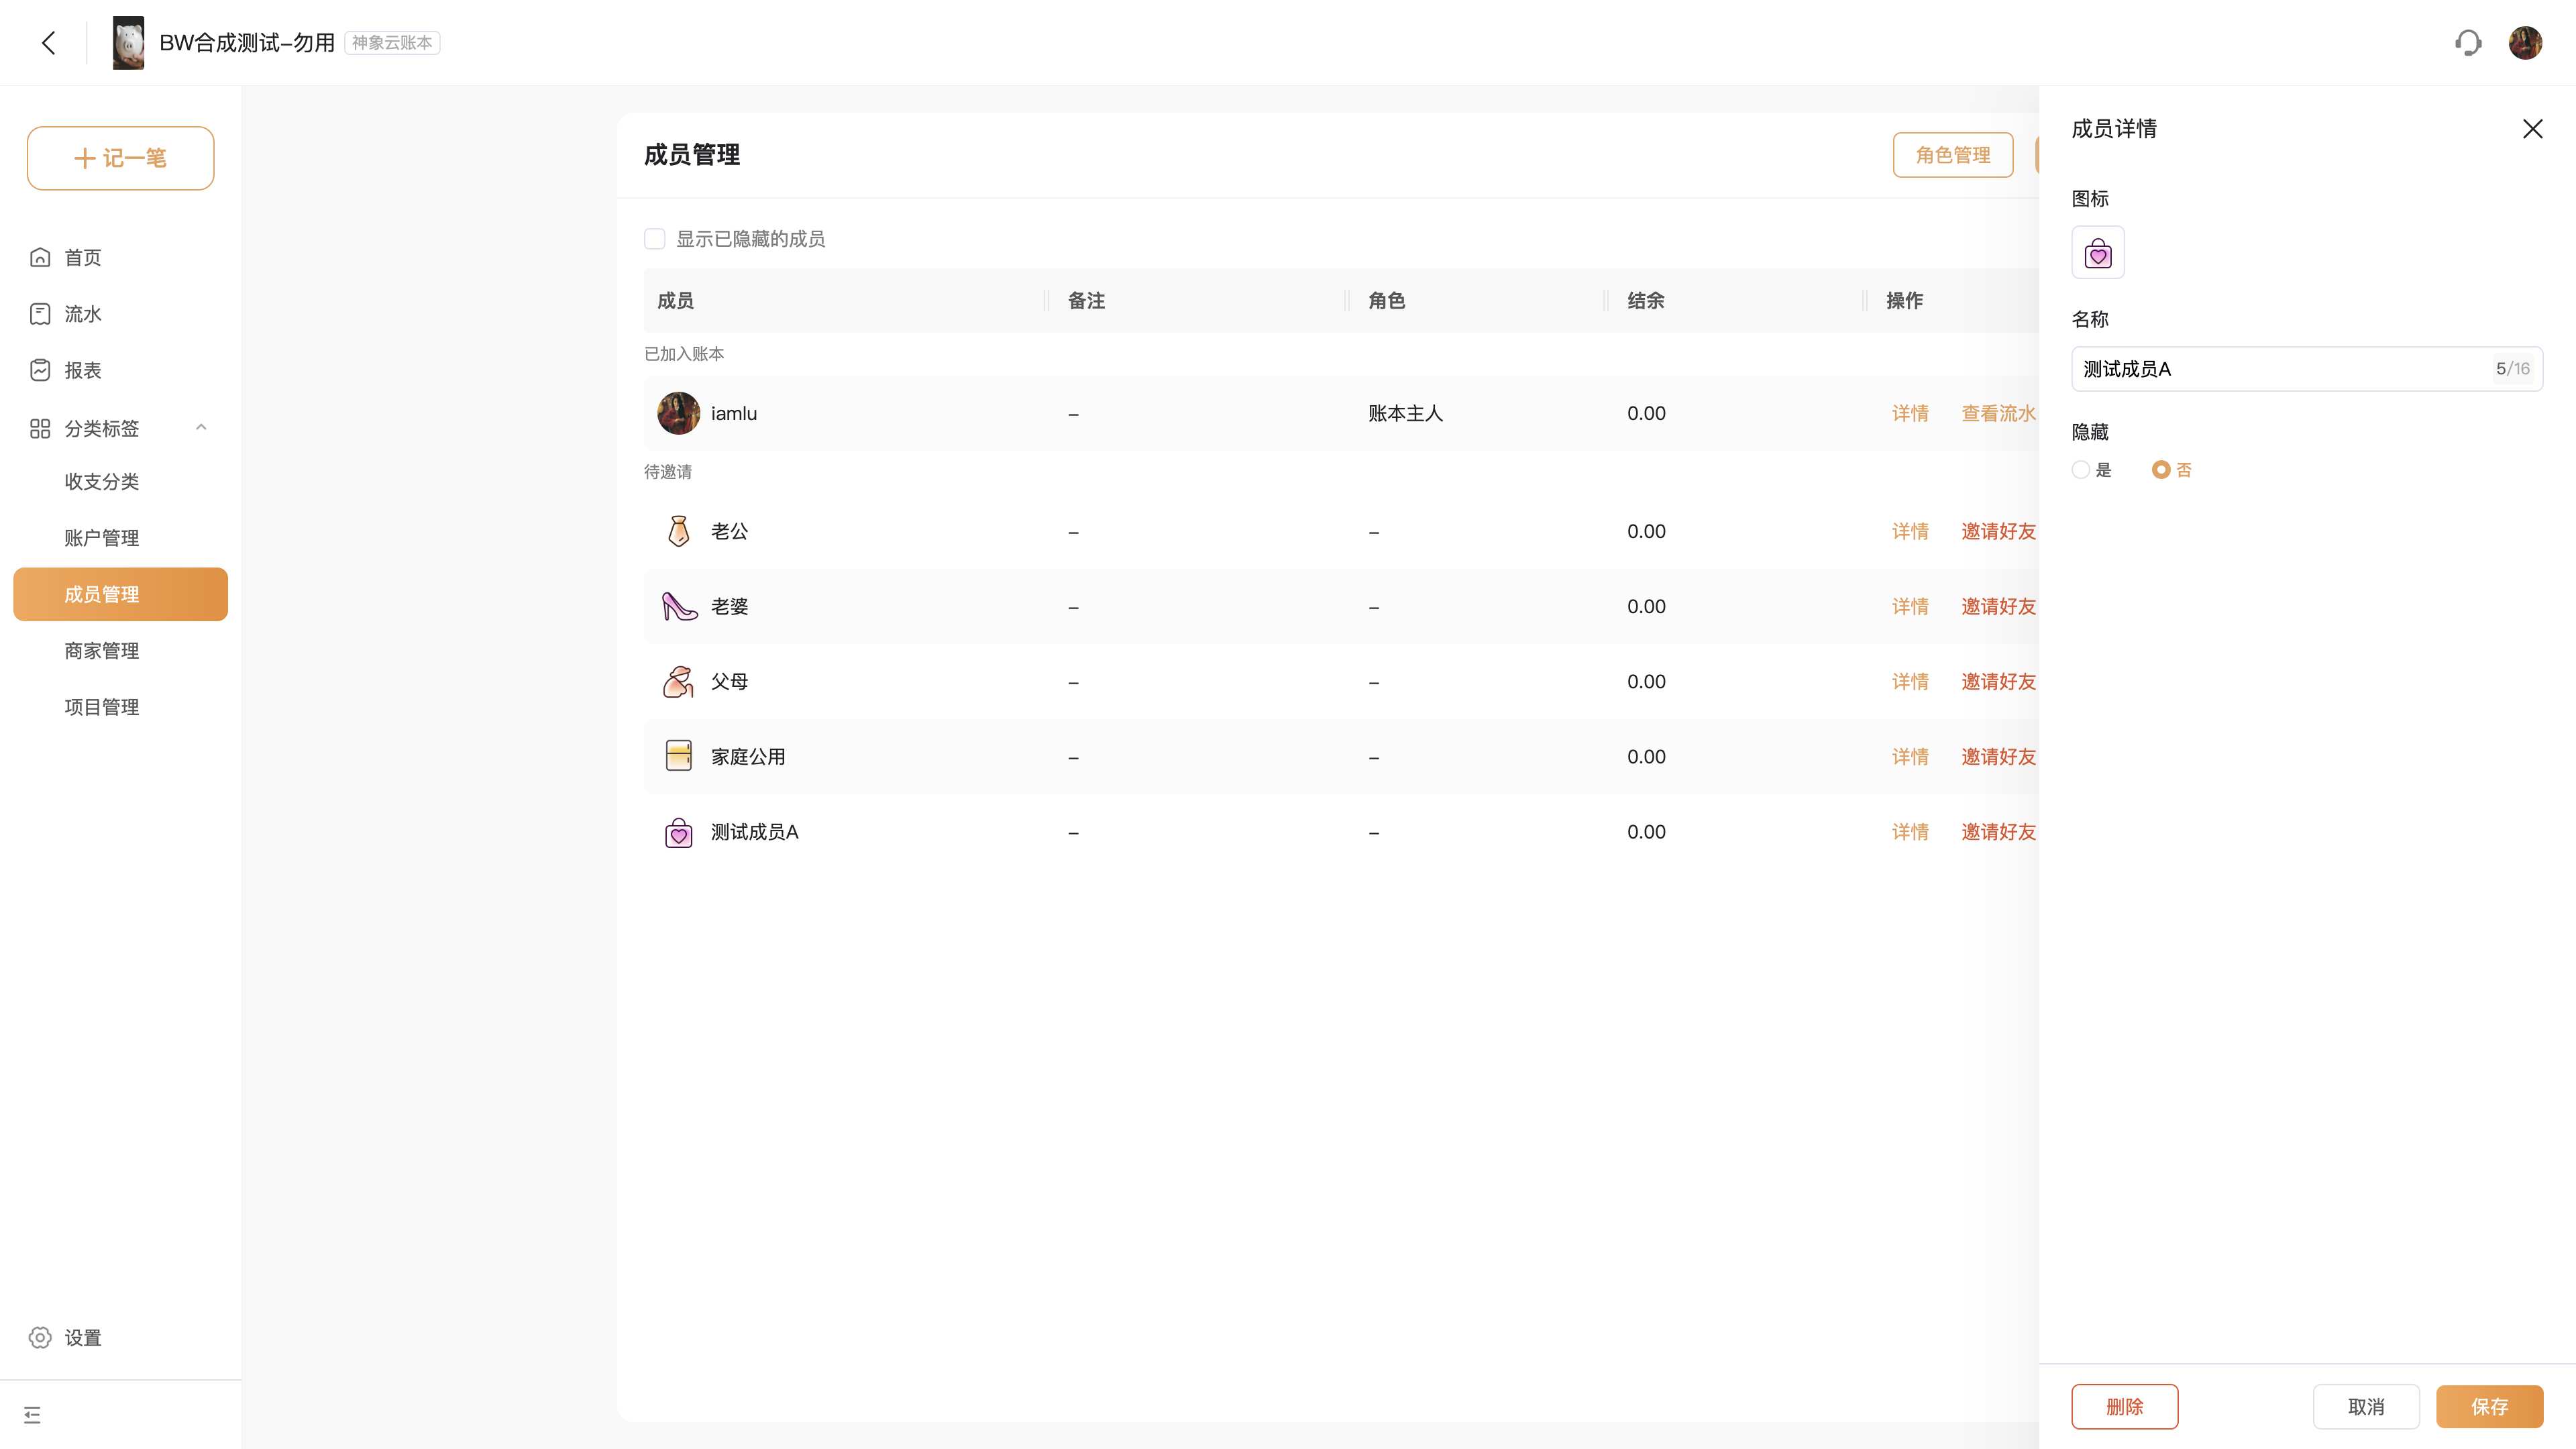 BW合成测试–勿用 神象云账本
记一笔
首页
流水
报表
分类标签
收支分类
账户管理
成员管理
商家管理
项目管理
设置
成员管理
角色管理
显示已隐藏的成员
成员 备注 角色 结余 操作
已加入账本
iamlu – 账本主人 0.00 详情 查看流水
待邀请
老公 – – 0.00 详情 邀请好友
老婆 – – 0.00 详情 邀请好友
父母 – – 0.00 详情 邀请好友
家庭公用 – – 0.00 详情 邀请好友
测试成员A – – 0.00 详情 邀请好友
成员详情
图标
名称
测试成员A 5/16
隐藏
是 否
删除 取消 保存